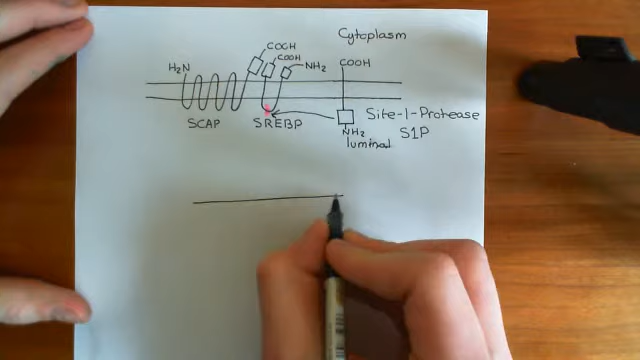 Cytoplasm
COOH
COOH
H₂N
NH₂
COOH
SCAP
SREBP
Site-1-Protease
S1P
NH₂
luminal